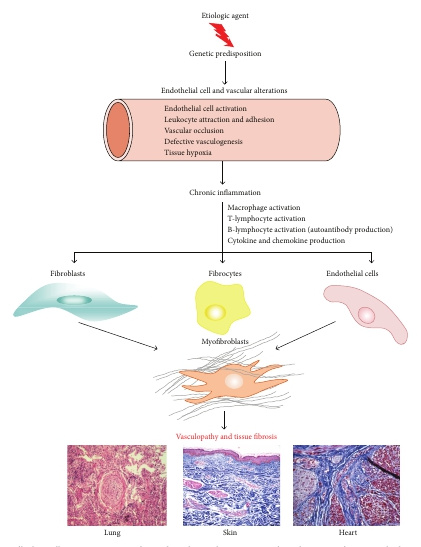 Etiologic agent
Genetic predisposition
Endothelial cell and vascular alterations
Endothelial cell activation
Leukocyte attraction and adhesion
Vascular occlusion
Defective vasculogenesis
Tissue hypoxia
Chronic inflammation
Macrophage activation
T-lymphocyte activation
B-lymphocyte activation (autoantibody production)
Cytokine and chemokine production
Fibroblasts
Fibrocytes
Endothelial cells
Myofibroblasts
Vasculopathy and tissue fibrosis
Lung
Skin
Heart